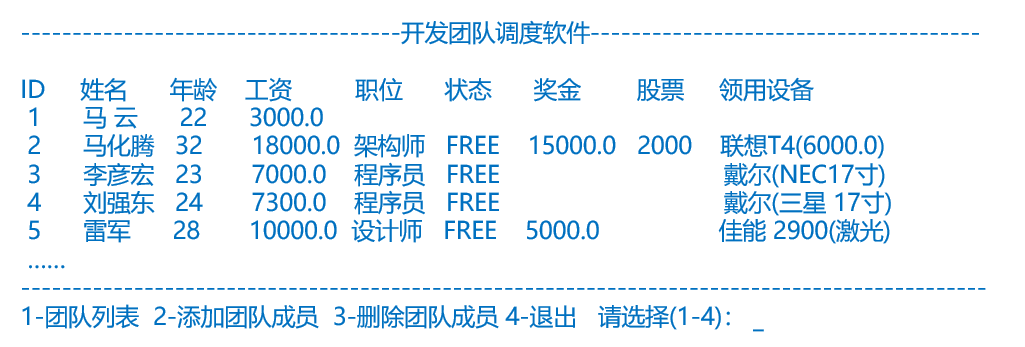 -------------------------------------开发团队调度软件--------------------------------------
ID 姓名 年龄 工资 职位 状态 奖金 股票 领用设备
1 马 云 22 3000.0
2 马化腾 32 18000.0 架构师 FREE 15000.0 2000 联想T4(6000.0)
3 李彦宏 23 7000.0 程序员 FREE 戴尔(NEC17寸)
4 刘强东 24 7300.0 程序员 FREE 戴尔(三星 17寸)
5 雷军 28 10000.0 设计师 FREE 5000.0 佳能 2900(激光)
......
----------------------------------------------------------------------------------------------
1-团队列表 2-添加团队成员 3-删除团队成员 4-退出 请选择(1-4)： _